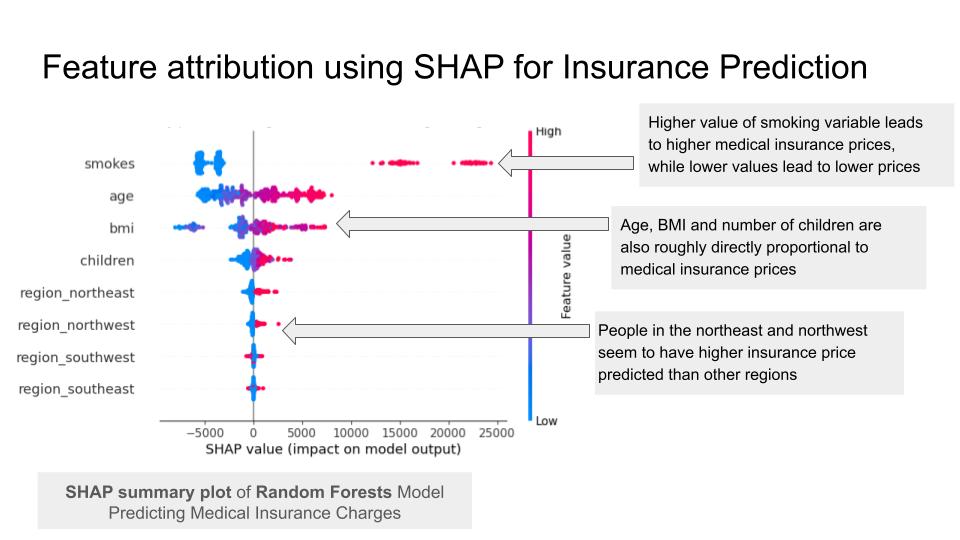 Feature attribution using SHAP for Insurance Prediction
High
smokes
age
bmi
children
region_northeast
region_northwest
region_southwest
region_southeast
Feature value
Low
−5000 0 5000 10000 15000 20000 25000
SHAP value (impact on model output)
Higher value of smoking variable leads
to higher medical insurance prices,
while lower values lead to lower prices
Age, BMI and number of children are
also roughly directly proportional to
medical insurance prices
People in the northeast and northwest
seem to have higher insurance price
predicted than other regions
SHAP summary plot of Random Forests Model
Predicting Medical Insurance Charges